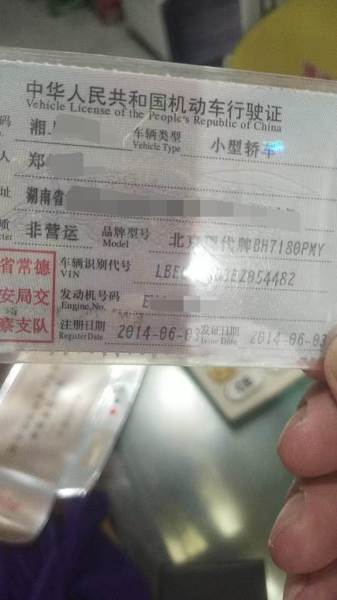 中华人民共和国机动车行驶证
Vehicle License of the People's Republic of China
码 湘 车辆类型 小型轿车
Vehicle Type
人 郑
址 湖南省
质 非营运 品牌型号 北京现代牌BH7180PMY
Model
省常德 车辆识别代号
VIN
安局交 发动机号码
Engine No.
察支队 注册日期 2014-06-03 发证日期 2014-06-03
Register Date Issue Date